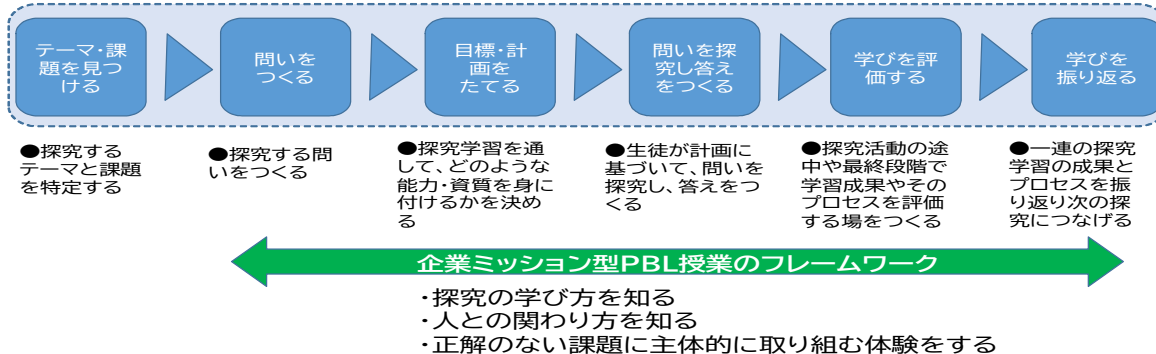 テーマ・課
題を見つ
ける
問いを
つくる
目標・計
画を
たてる
問いを探
究し答え
をつくる
学びを評
価する
学びを
振り返る
●探究する
テーマと課題
を特定する
●探究する問
いをつくる
●探究学習を通
して、どのような
能力・資質を身に
付けるかを決め
る
●生徒が計画に
基づいて、問いを
探究し、答えをつ
くる
●探究活動の途
中や最終段階で
学習成果やその
プロセスを評価
する場をつくる
●一連の探究
学習の成果と
プロセスを振
り返り次の探
究につなげる
企業ミッション型PBL授業のフレームワーク
・探究の学び方を知る
・人との関わり方を知る
・正解のない課題に主体的に取り組む体験をする